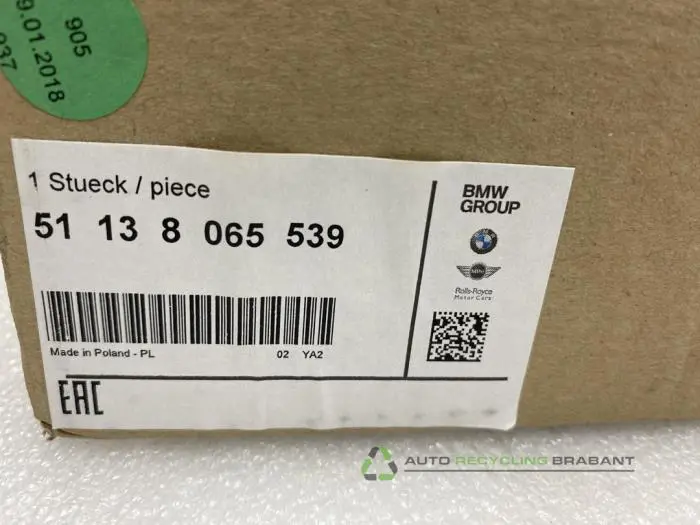 905
9.01.2018
937
1 Stueck / piece
51 13 8 065 539
BMW
GROUP
Rolls-Royce
Motor Cars
Made in Poland - PL 02 YA2
EAC
AUTO RECYCLING BRABANT